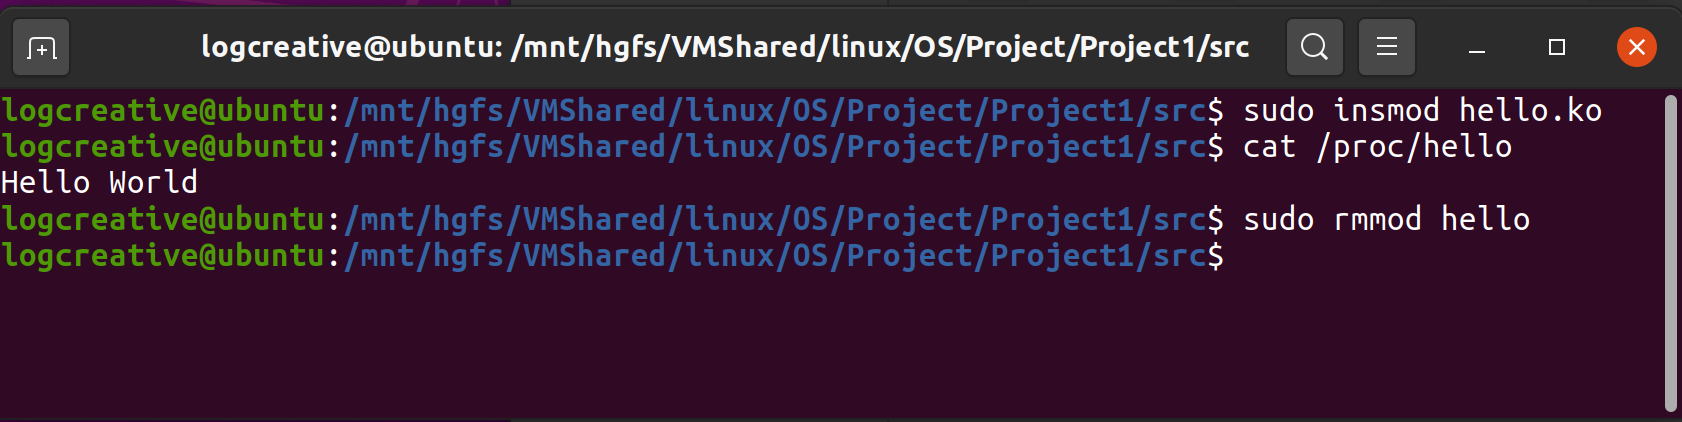 logcreative@ubuntu: /mnt/hgfs/VMShared/linux/OS/Project/Project1/src
logcreative@ubuntu:/mnt/hgfs/VMShared/linux/OS/Project/Project1/src$ sudo insmod hello.ko
logcreative@ubuntu:/mnt/hgfs/VMShared/linux/OS/Project/Project1/src$ cat /proc/hello
Hello World
logcreative@ubuntu:/mnt/hgfs/VMShared/linux/OS/Project/Project1/src$ sudo rmmod hello
logcreative@ubuntu:/mnt/hgfs/VMShared/linux/OS/Project/Project1/src$